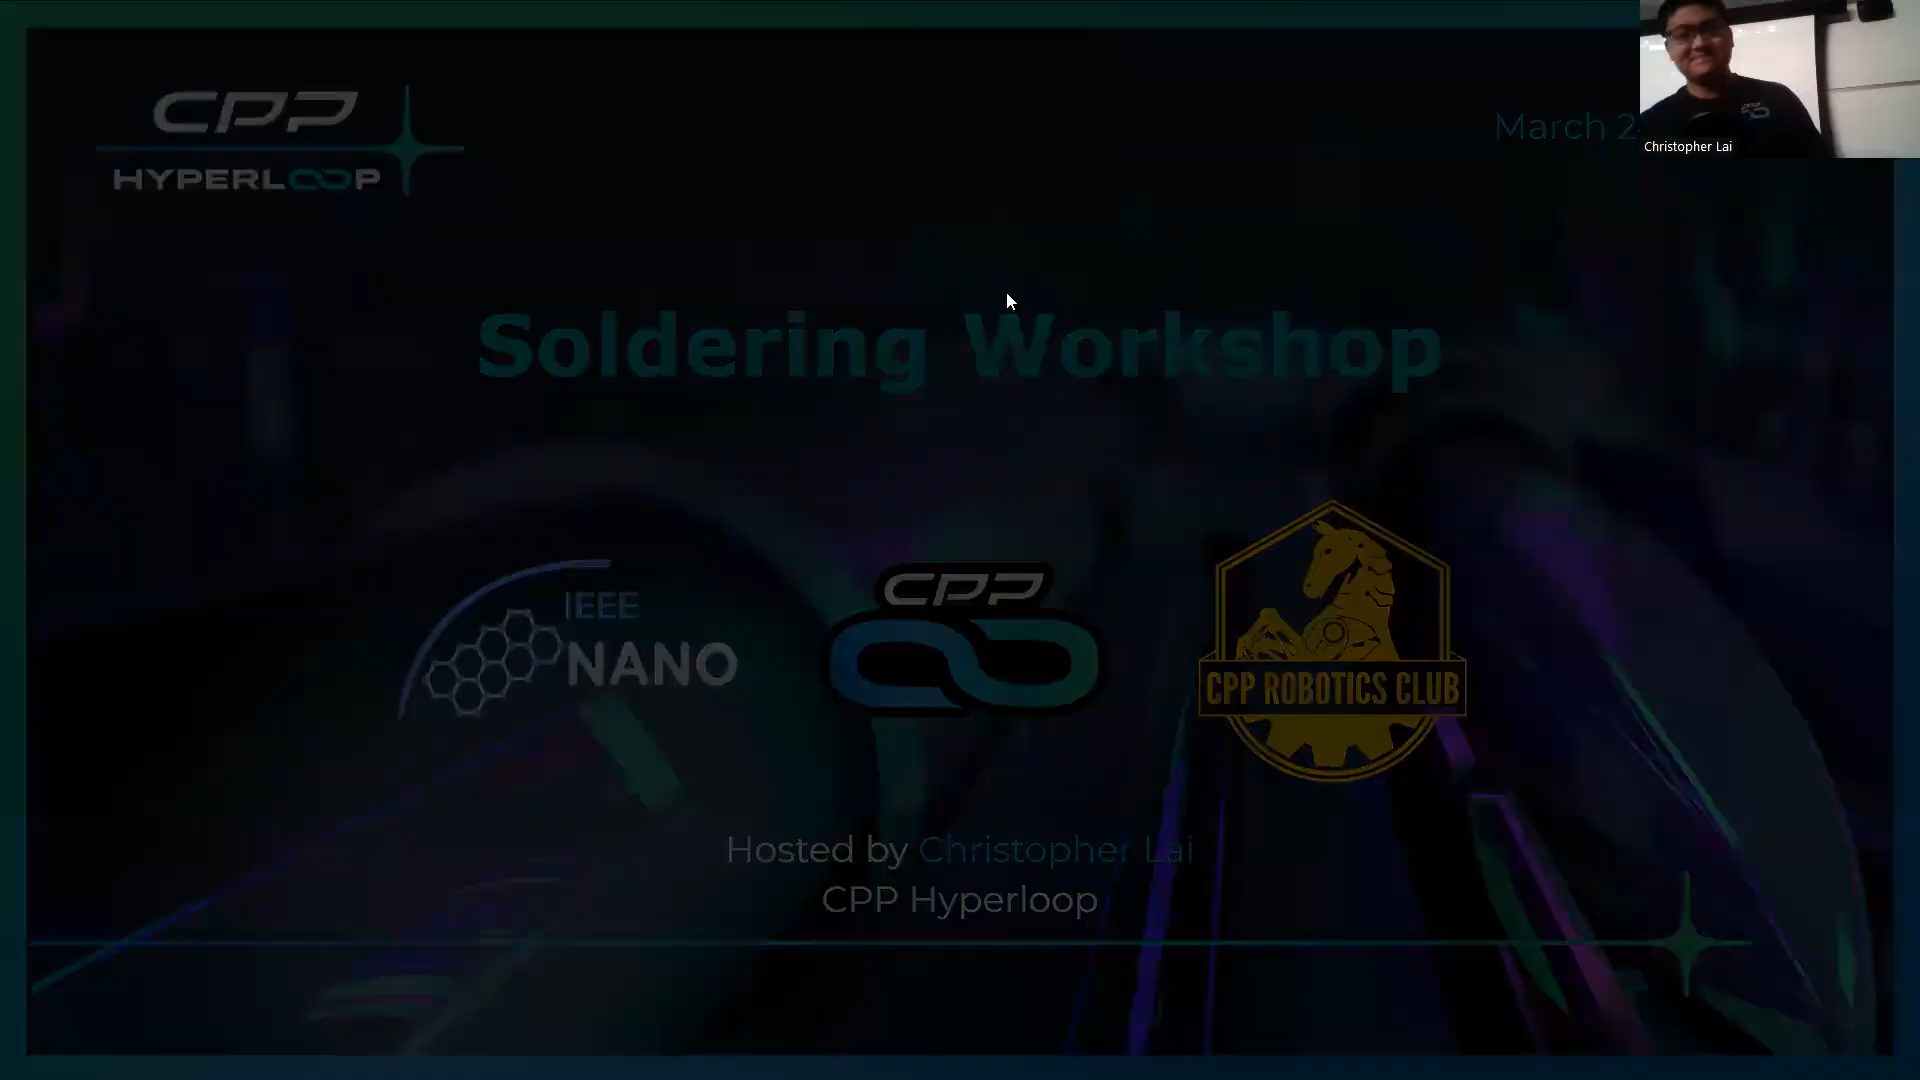 CPP
HYPERLOOP
March 2
Christopher Lai
Soldering Workshop
IEEE
NANO
CPP
CPP ROBOTICS CLUB
Hosted by Christopher Lai
CPP Hyperloop